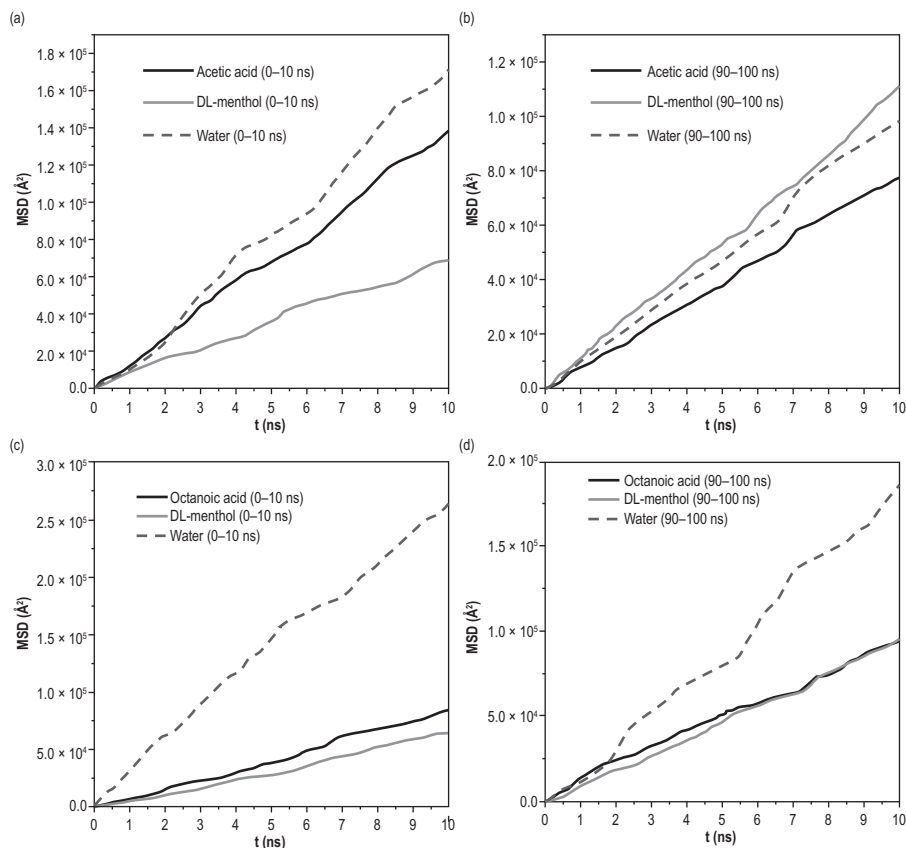 (a)
MSD (Å²)
1.8 × 10⁵
1.6 × 10⁵
1.4 × 10⁵
1.2 × 10⁵
1.0 × 10⁵
8.0 × 10⁴
6.0 × 10⁴
4.0 × 10⁴
2.0 × 10⁴
0.0
Acetic acid (0–10 ns)
DL-menthol (0–10 ns)
Water (0–10 ns)
0 1 2 3 4 5 6 7 8 9 10
t (ns)
(b)
MSD (Å²)
1.2 × 10⁵
1.0 × 10⁵
8.0 × 10⁴
6.0 × 10⁴
4.0 × 10⁴
2.0 × 10⁴
0.0
Acetic acid (90–100 ns)
DL-menthol (90–100 ns)
Water (90–100 ns)
0 1 2 3 4 5 6 7 8 9 10
t (ns)
(c)
MSD (Å²)
3.0 × 10⁵
2.5 × 10⁵
2.0 × 10⁵
1.5 × 10⁵
1.0 × 10⁵
5.0 × 10⁴
0.0
Octanoic acid (0–10 ns)
DL-menthol (0–10 ns)
Water (0–10 ns)
0 1 2 3 4 5 6 7 8 9 10
t (ns)
(d)
MSD (Å²)
2.0 × 10⁵
1.5 × 10⁵
1.0 × 10⁵
5.0 × 10⁴
0.0
Octanoic acid (90–100 ns)
DL-menthol (90–100 ns)
Water (90–100 ns)
0 1 2 3 4 5 6 7 8 9 10
t (ns)